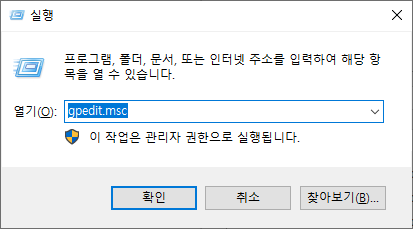 실행
프로그램, 폴더, 문서, 또는 인터넷 주소를 입력하여 해당 항
목을 열 수 있습니다.
열기(O): gpedit.msc
이 작업은 관리자 권한으로 실행됩니다.
확인 취소 찾아보기(B)...